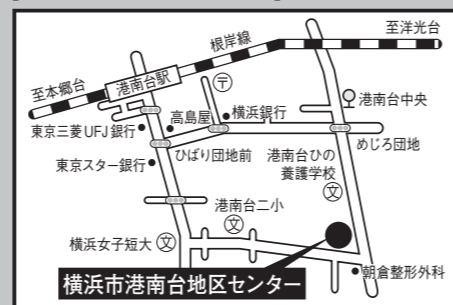 至洋光台
根岸線
港南台駅
至本郷台
〒
港南台中央
高島屋
横浜銀行
東京三菱UFJ銀行
東京スター銀行
ひばり団地前
港南台ひの
養護学校
めじろ団地
文
港南台二小
文
横浜女子短大
文
朝倉整形外科
横浜市港南台地区センター